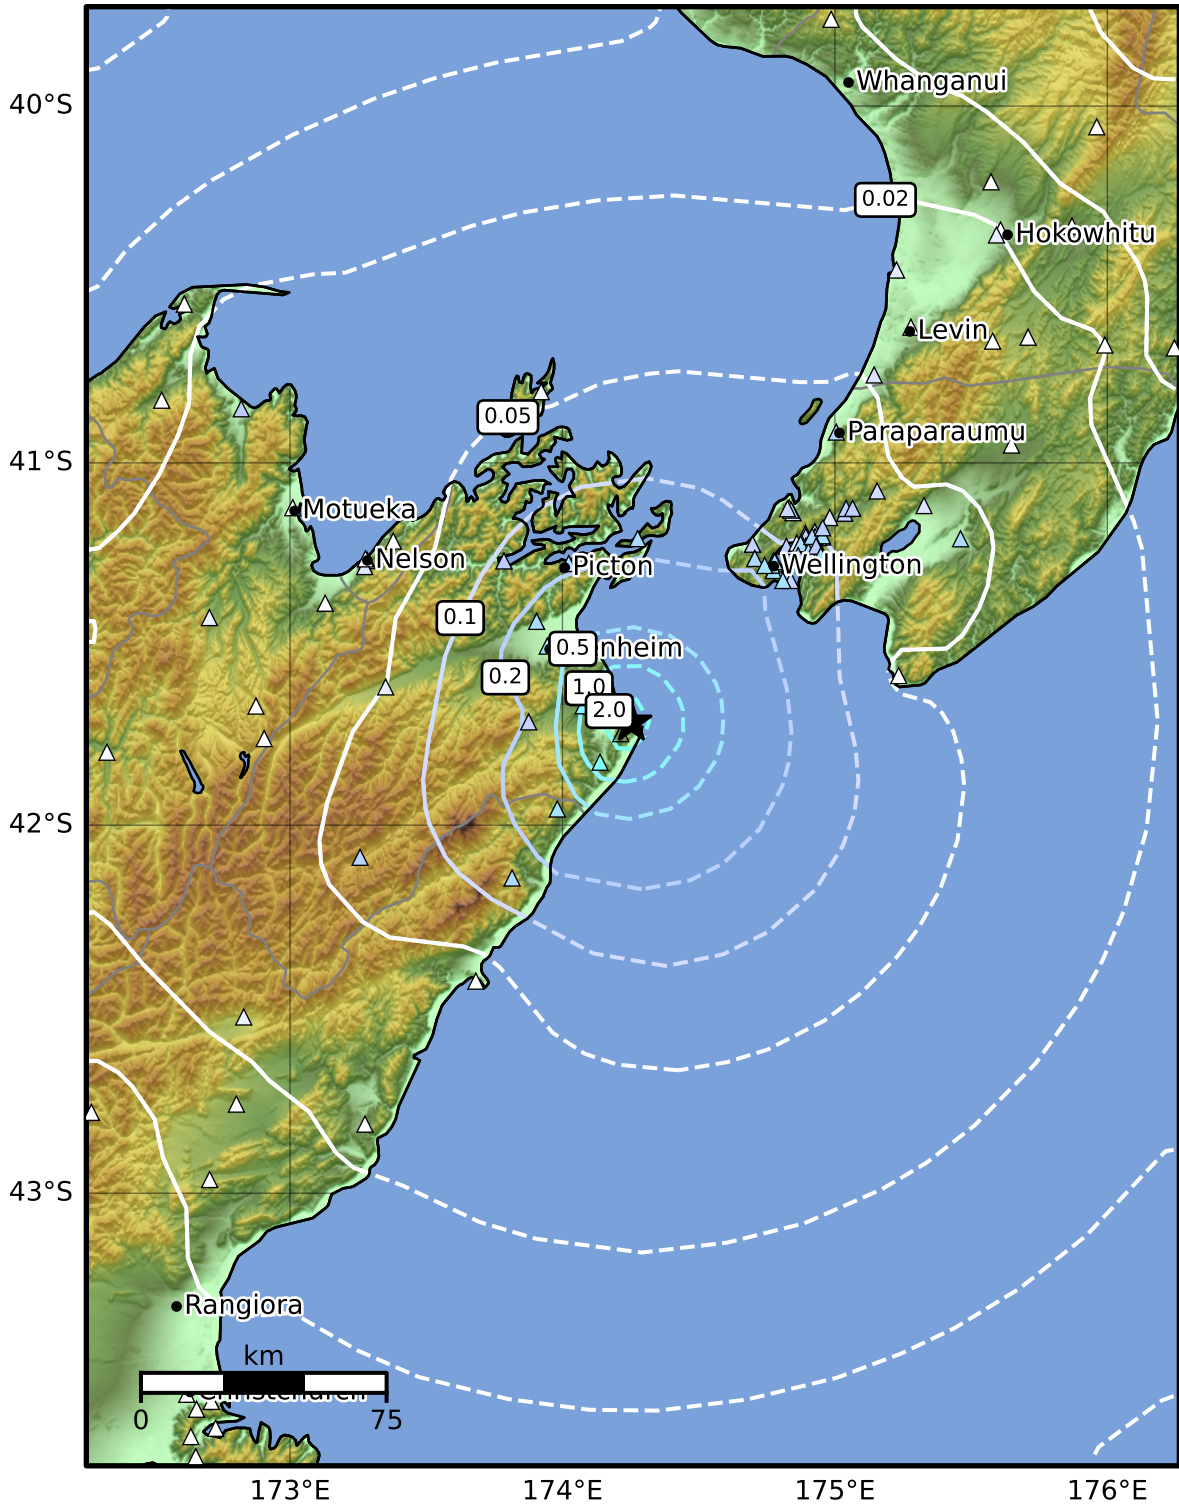 Whanganui
40°S
0.02
Hokowhitu
Levin
0.05
Paraparaumu
41°S
Motueka
Nelson
Picton
Wellington
0.1
0.5
nheim
0.2
1.0
2.0
42°S
43°S
Rangiora
km
0
75
173°E
174°E
175°E
176°E